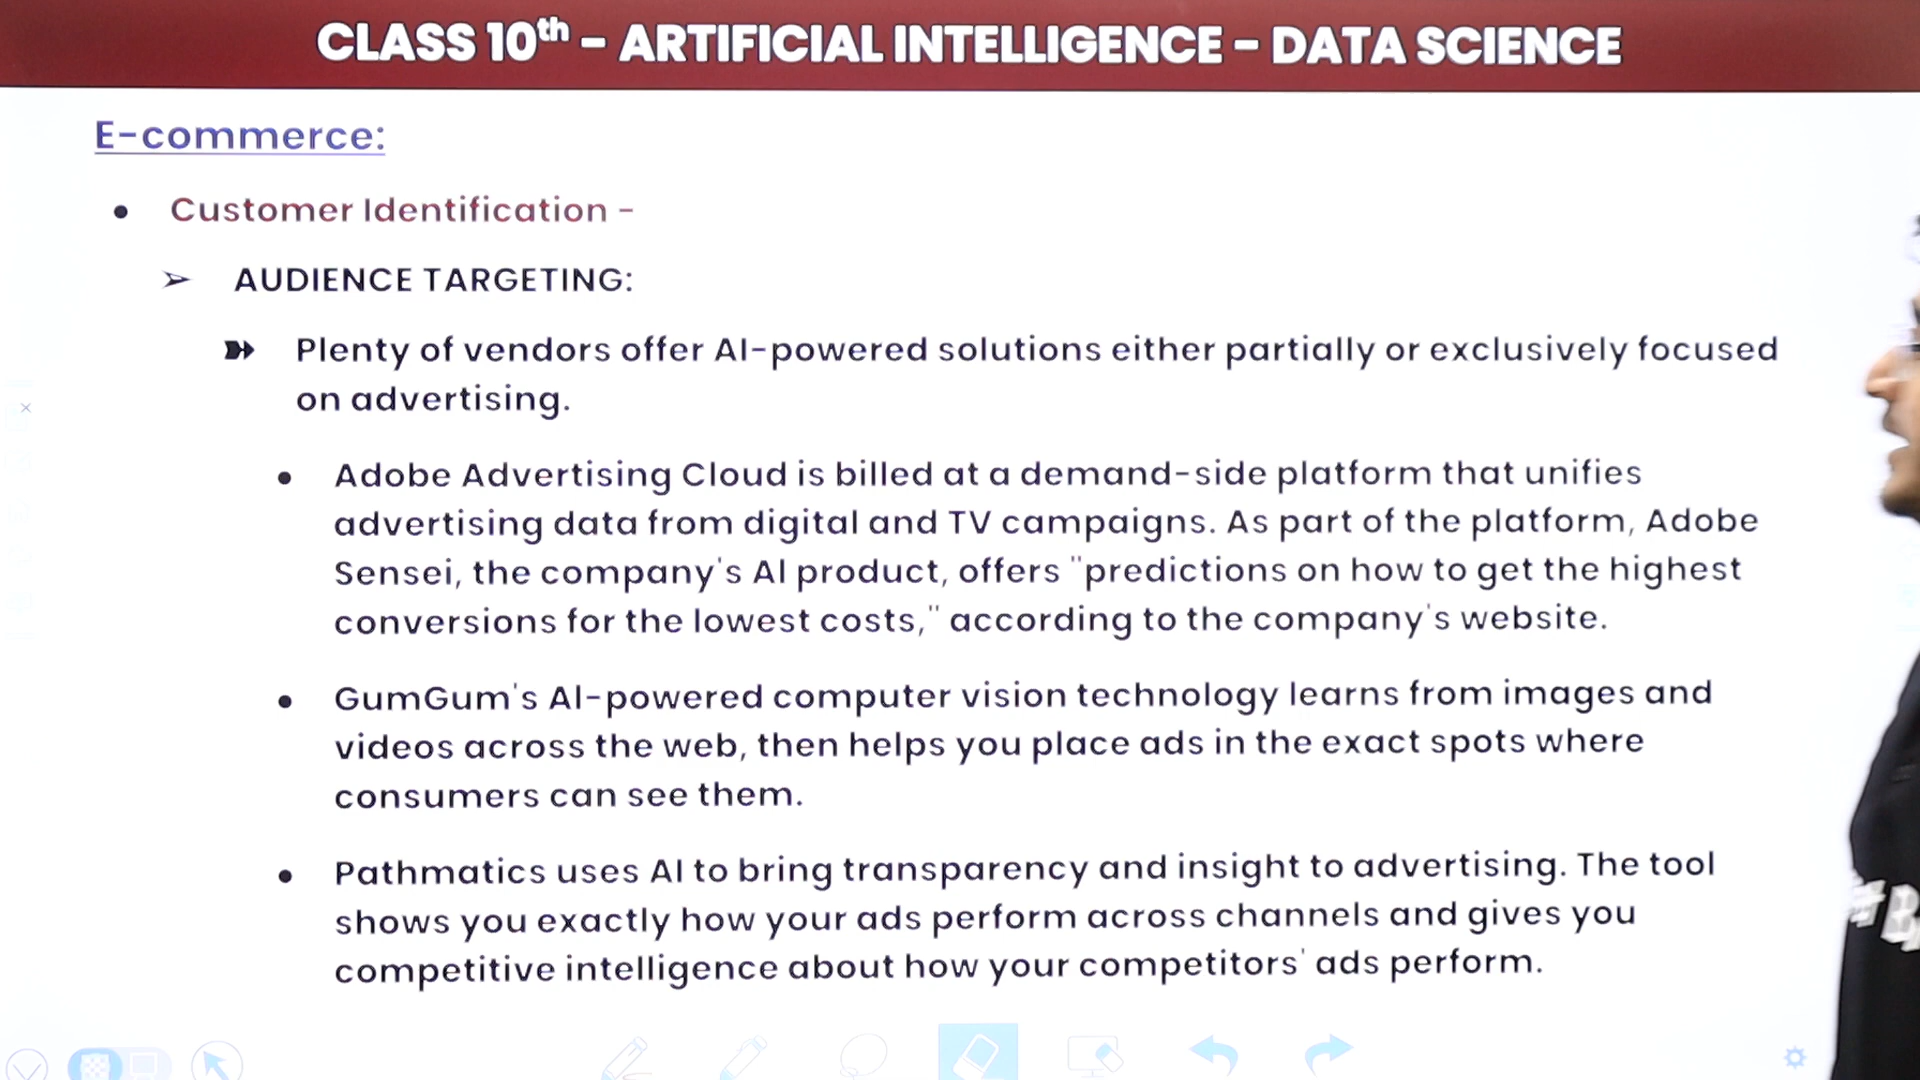 CLASS 10th - ARTIFICIAL INTELLIGENCE - DATA SCIENCE
E-commerce:
• Customer Identification -
➢ AUDIENCE TARGETING:
Plenty of vendors offer AI-powered solutions either partially or exclusively focused
on advertising.
• Adobe Advertising Cloud is billed at a demand-side platform that unifies
advertising data from digital and TV campaigns. As part of the platform, Adobe
Sensei, the company's AI product, offers "predictions on how to get the highest
conversions for the lowest costs," according to the company's website.
• GumGum's AI-powered computer vision technology learns from images and
videos across the web, then helps you place ads in the exact spots where
consumers can see them.
• Pathmatics uses AI to bring transparency and insight to advertising. The tool
shows you exactly how your ads perform across channels and gives you
competitive intelligence about how your competitors' ads perform.